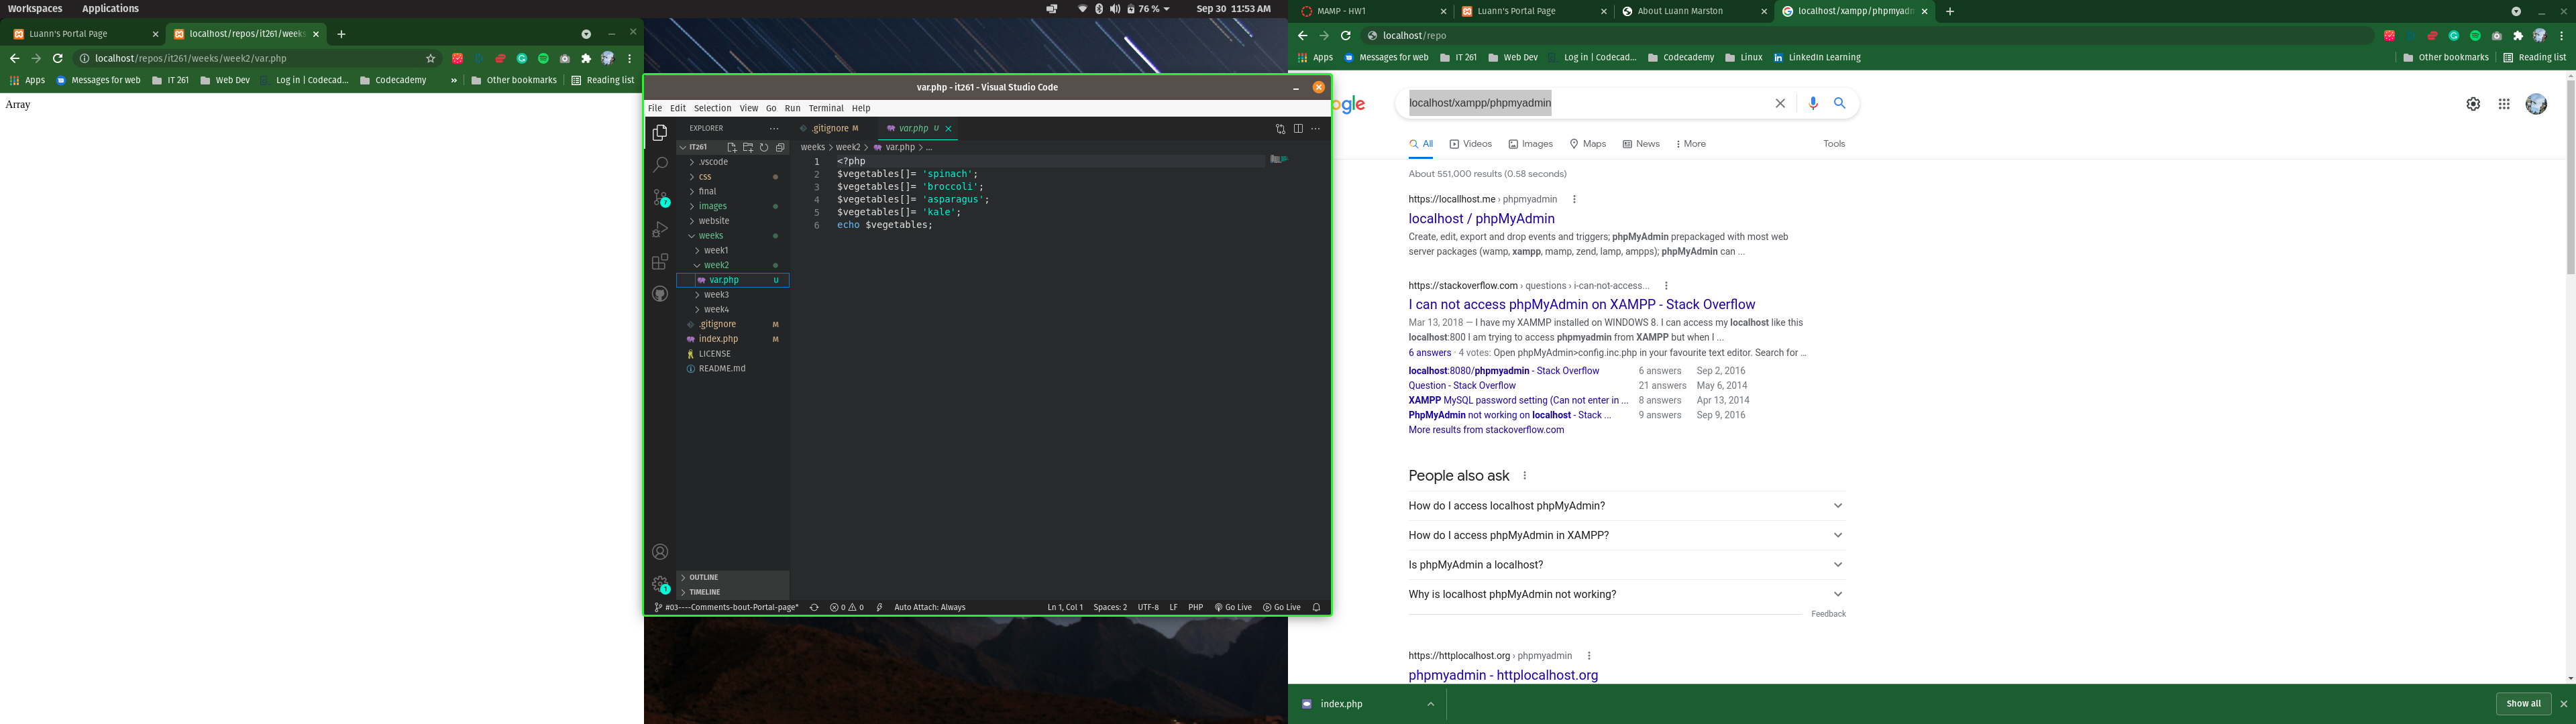 Workspaces Applications
76 % Sep 30 11:53 AM
Luann's Portal Page
localhost/repos/it261/weeks
localhost/repos/it261/weeks/week2/var.php
Apps Messages for web IT 261 Web Dev Log in | Codecad... Codecademy » Other bookmarks Reading list
Array
var.php - it261 - Visual Studio Code
File Edit Selection View Go Run Terminal Help
EXPLORER
IT261
.vscode
css
final
images
website
weeks
week1
week2
var.php U
week3
week4
.gitignore M
index.php M
LICENSE
README.md
OUTLINE
TIMELINE
7
1
.gitignore M var.php U
weeks > week2 > var.php > ...
1 <?php
2 $vegetables[]= 'spinach';
3 $vegetables[]= 'broccoli';
4 $vegetables[]= 'asparagus';
5 $vegetables[]= 'kale';
6 echo $vegetables;
#03----Comments-bout-Portal-page* 0 0 Auto Attach: Always Ln 1, Col 1 Spaces: 2 UTF-8 LF PHP Go Live Go Live
MAMP - HW1 Luann's Portal Page About Luann Marston localhost/xampp/phpmyadm
localhost/repo
Apps Messages for web IT 261 Web Dev Log in | Codecad... Codecademy Linux LinkedIn Learning Other bookmarks Reading list
ogle
localhost/xampp/phpmyadmin
All Videos Images Maps News More Tools
About 551,000 results (0.58 seconds)
https://locallhost.me › phpmyadmin
localhost / phpMyAdmin
Create, edit, export and drop events and triggers; phpMyAdmin prepackaged with most web
server packages (wamp, xampp, mamp, zend, lamp, ampps); phpMyAdmin can ...
https://stackoverflow.com › questions › i-can-not-access...
I can not access phpMyAdmin on XAMPP - Stack Overflow
Mar 13, 2018 — I have my XAMMP installed on WINDOWS 8. I can access my localhost like this
localhost:800 I am trying to access phpmyadmin from XAMPP but when I ...
6 answers · 4 votes: Open phpMyAdmin>config.inc.php in your favourite text editor. Search for ...
localhost:8080/phpmyadmin - Stack Overflow 6 answers Sep 2, 2016
Question - Stack Overflow 21 answers May 6, 2014
XAMPP MySQL password setting (Can not enter in ... 8 answers Apr 13, 2014
PhpMyAdmin not working on localhost - Stack ... 9 answers Sep 9, 2016
More results from stackoverflow.com
People also ask
How do I access localhost phpMyAdmin?
How do I access phpMyAdmin in XAMPP?
Is phpMyAdmin a localhost?
Why is localhost phpMyAdmin not working?
Feedback
https://httplocalhost.org › phpmyadmin
phpmyadmin - httplocalhost.org
index.php
Show all